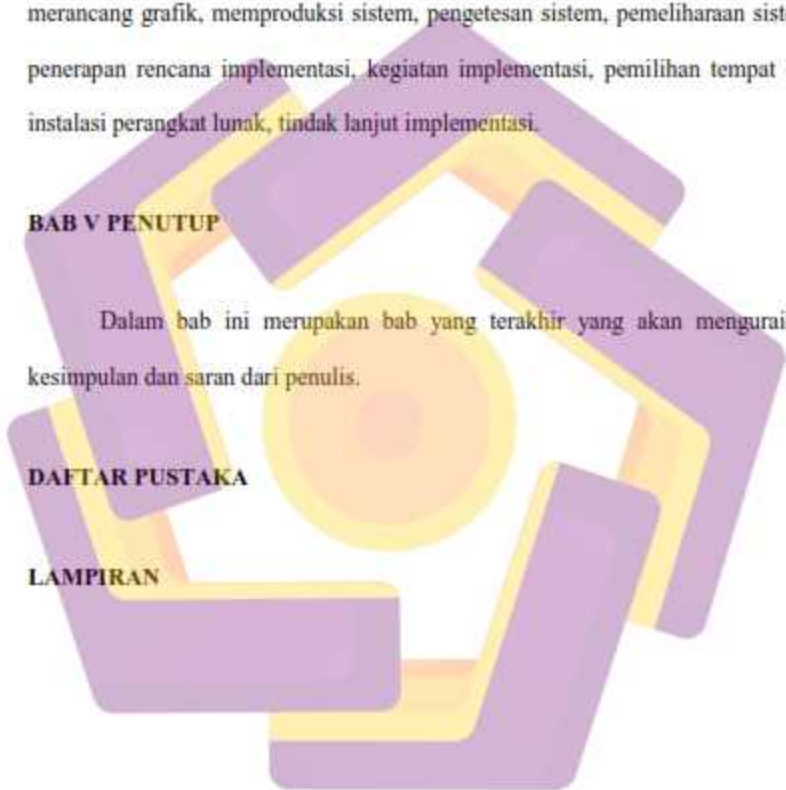 merancang grafik, memproduksi sistem, pengetesan sistem, pemeliharaan sist
penerapan rencana implementasi, kegiatan implementasi, pemilihan tempat
instalasi perangkat lunak, tindak lanjut implementasi.
BAB V PENUTUP
Dalam bab ini merupakan bab yang terakhir yang akan mengurai
kesimpulan dan saran dari penulis.
DAFTAR PUSTAKA
LAMPIRAN